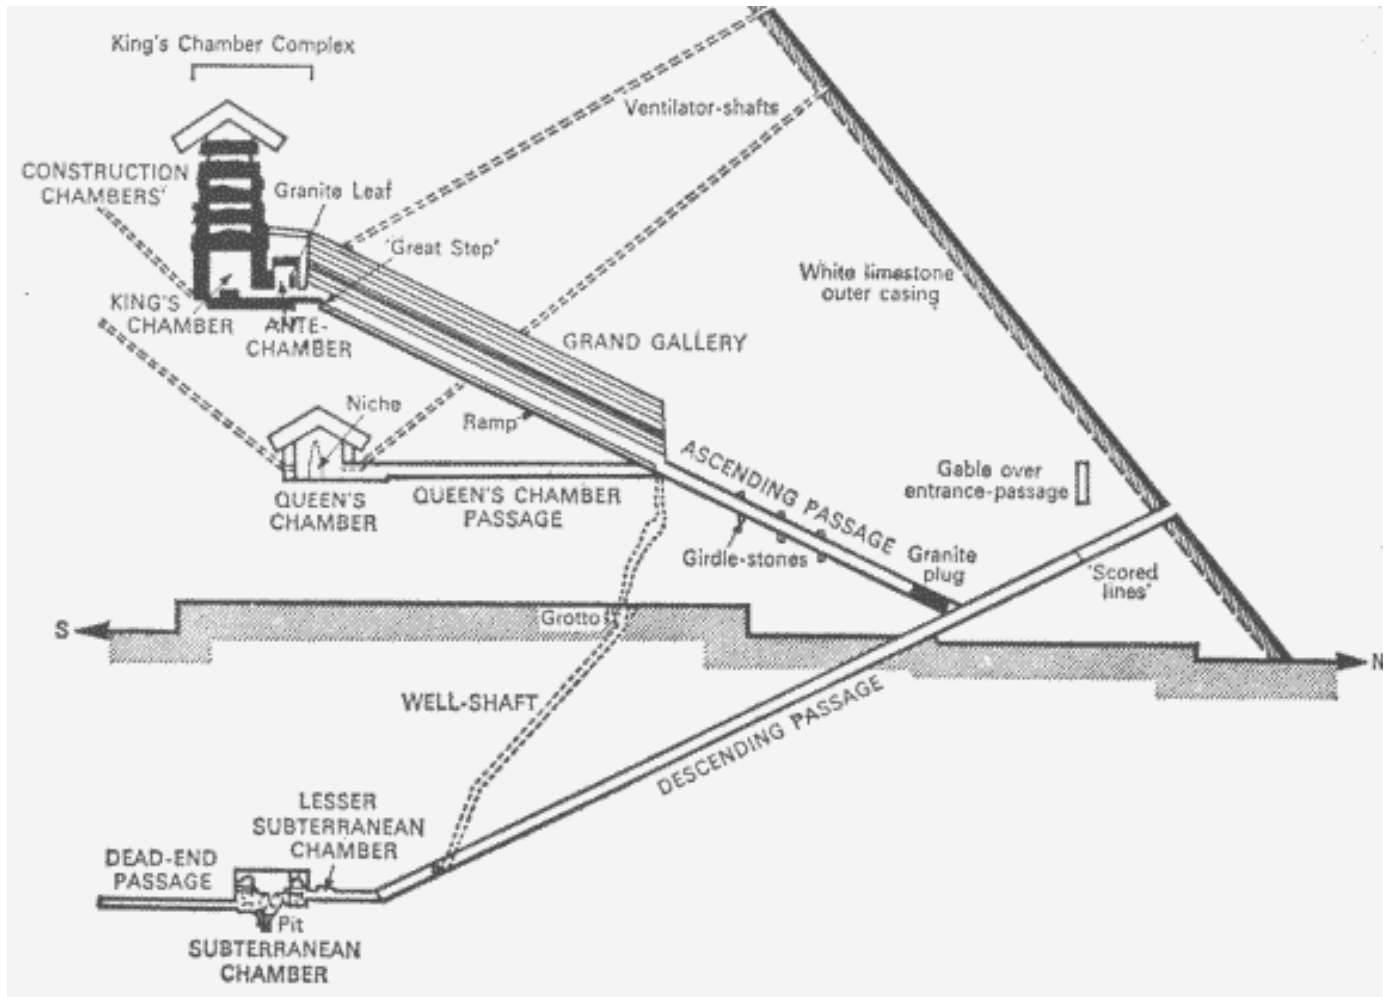 King's Chamber Complex
Ventilator-shafts
CONSTRUCTION
CHAMBERS'
Granite Leaf
'Great Step'
White limestone
outer casing
KING'S
CHAMBER
ANTE-
CHAMBER
GRAND GALLERY
Niche
Ramp
ASCENDING PASSAGE
Gable over
entrance-passage
QUEEN'S
CHAMBER
QUEEN'S CHAMBER
PASSAGE
Girdle-stones
Granite
plug
'Scored
lines'
Grotto
S
N
WELL-SHAFT
DESCENDING PASSAGE
LESSER
SUBTERRANEAN
CHAMBER
DEAD-END
PASSAGE
Pit
SUBTERRANEAN
CHAMBER